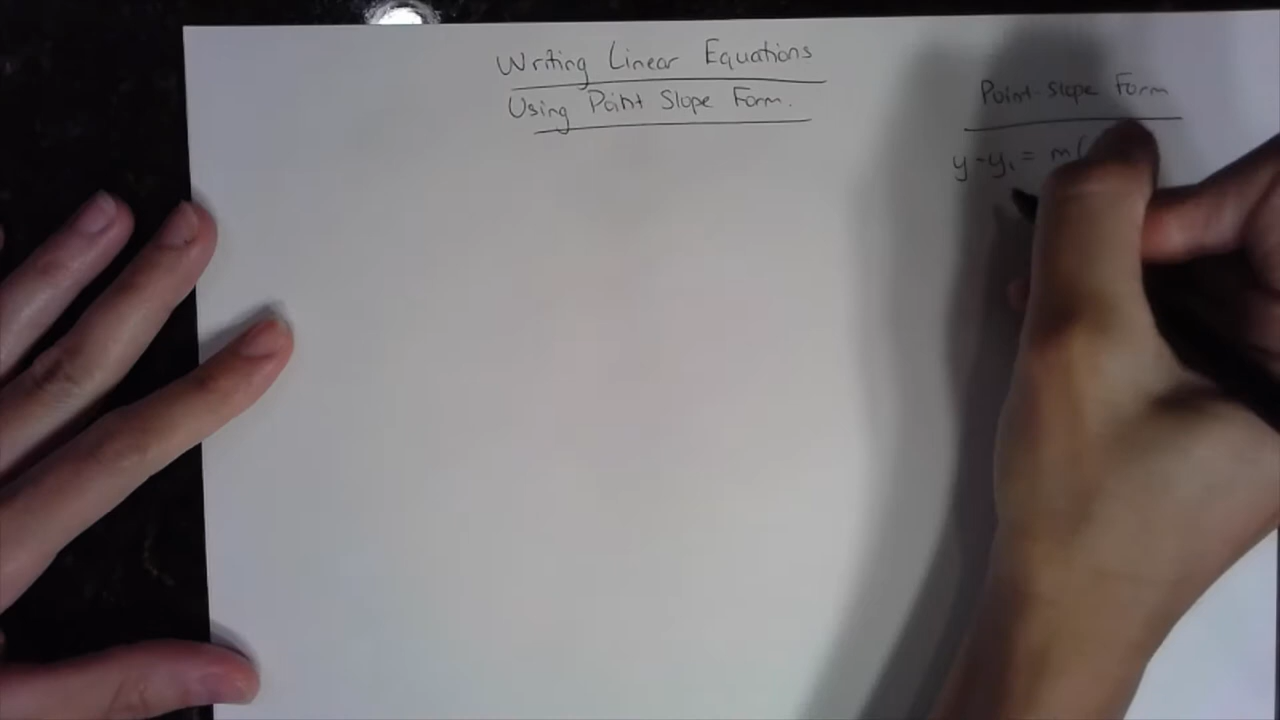 Writing Linear Equations
Using Point Slope Form.
Point-Slope Form
y-y₁ = m(